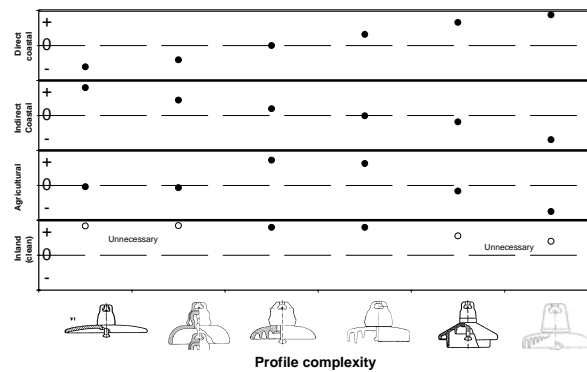 Direct
coastal
+
0
-
Indirect
Coastal
+
0
-
Agricultural
+
0
-
Inland
(clean)
+
0
-
Unnecessary
Unnecessary
Profile complexity